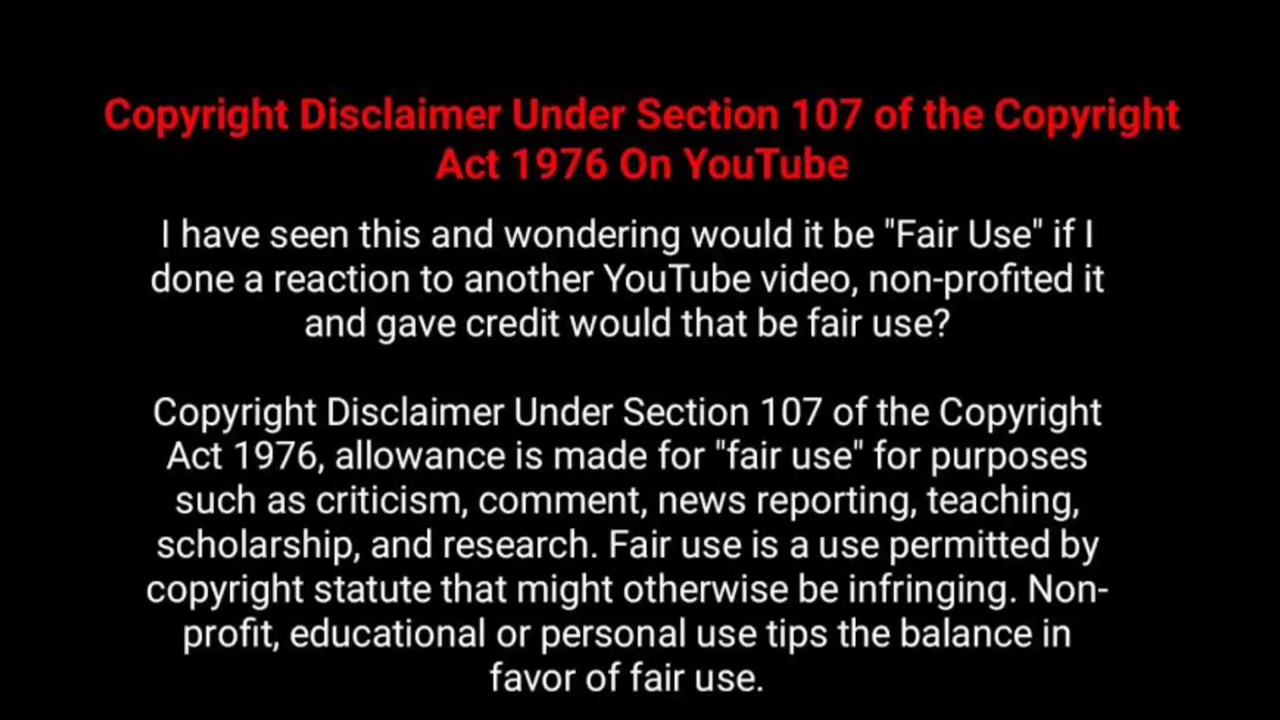 Copyright Disclaimer Under Section 107 of the Copyright
Act 1976 On YouTube
I have seen this and wondering would it be "Fair Use" if I
done a reaction to another YouTube video, non-profited it
and gave credit would that be fair use?
Copyright Disclaimer Under Section 107 of the Copyright
Act 1976, allowance is made for "fair use" for purposes
such as criticism, comment, news reporting, teaching,
scholarship, and research. Fair use is a use permitted by
copyright statute that might otherwise be infringing. Non-
profit, educational or personal use tips the balance in
favor of fair use.